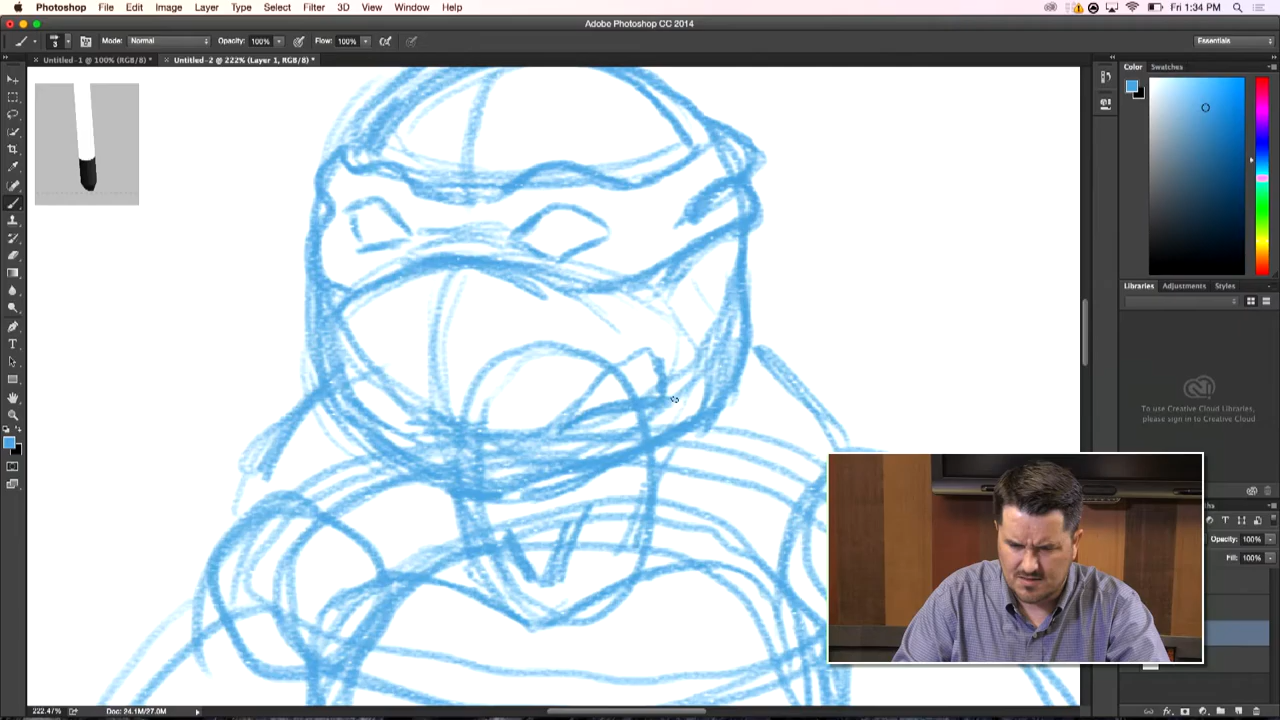 Photoshop File Edit Image Layer Type Select Filter 3D View Window Help Fri 1:34 PM
Adobe Photoshop CC 2014
3 Mode: Normal Opacity: 100% Flow: 100% Essentials
Untitled-1 @ 100% (RGB/8) * Untitled-2 @ 222% (Layer 1, RGB/8) *
Color Swatches
Libraries Adjustments Styles
To use Creative Cloud Libraries,
please sign in to Creative Cloud
ths
Opacity: 100%
Fill: 100%
222.47% Doc: 24.1M/27.0M